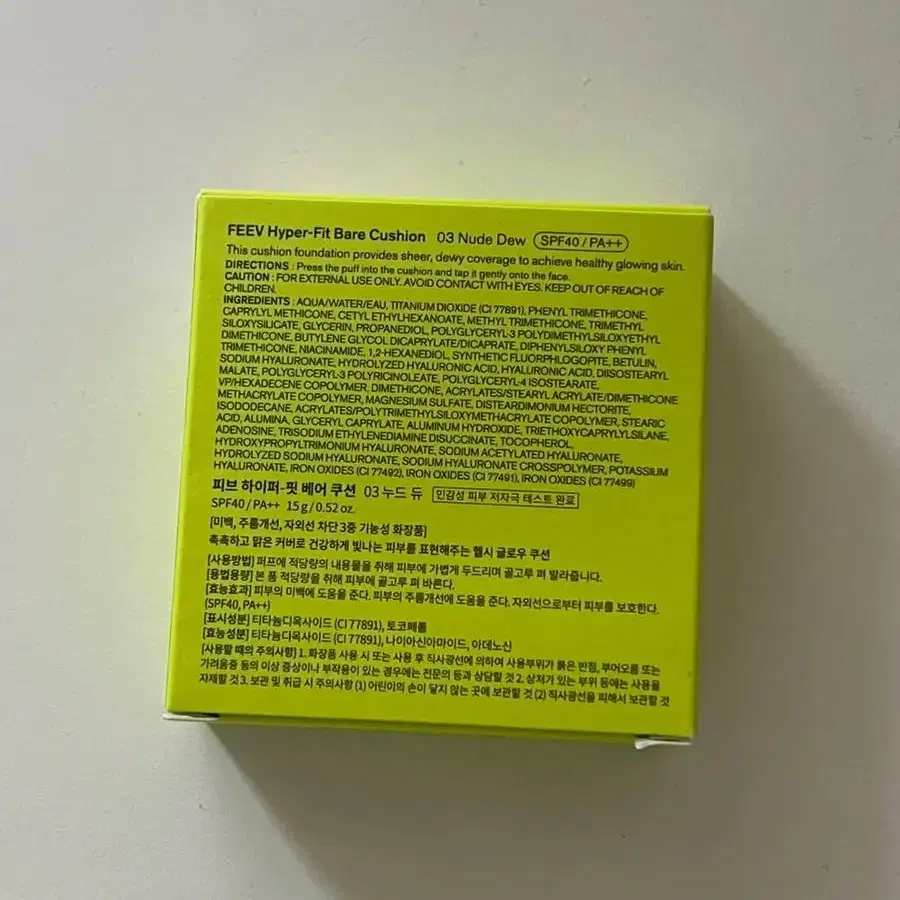 FEEV Hyper-Fit Bare Cushion 03 Nude Dew SPF40 / PA++
This cushion foundation provides sheer, dewy coverage to achieve healthy glowing skin.
DIRECTIONS : Press the puff into the cushion and tap it gently onto the face.
CAUTION : FOR EXTERNAL USE ONLY. AVOID CONTACT WITH EYES. KEEP OUT OF REACH OF
CHILDREN.
INGREDIENTS : AQUA/WATER/EAU, TITANIUM DIOXIDE (CI 77891), PHENYL TRIMETHICONE,
CAPRYLYL METHICONE, CETYL ETHYLHEXANOATE, METHYL TRIMETHICONE, TRIMETHYL
SILOXYSILICATE, GLYCERIN, PROPANEDIOL, POLYGLYCERYL-3 POLYDIMETHYLSILOXYETHYL
DIMETHICONE, BUTYLENE GLYCOL DICAPRYLATE/DICAPRATE, DIPHENYLSILOXY PHENYL
TRIMETHICONE, NIACINAMIDE, 1,2-HEXANEDIOL, SYNTHETIC FLUORPHLOGOPITE, BETULIN,
SODIUM HYALURONATE, HYDROLYZED HYALURONIC ACID, HYALURONIC ACID, DIISOSTEARYL
MALATE, POLYGLYCERYL-3 POLYRICINOLEATE, POLYGLYCERYL-4 ISOSTEARATE,
VP/HEXADECENE COPOLYMER, DIMETHICONE, ACRYLATES/STEARYL ACRYLATE/DIMETHICONE
METHACRYLATE COPOLYMER, MAGNESIUM SULFATE, DISTEARDIMONIUM HECTORITE,
ISODODECANE, ACRYLATES/POLYTRIMETHYLSILOXYMETHACRYLATE COPOLYMER, STEARIC
ACID, ALUMINA, GLYCERYL CAPRYLATE, ALUMINUM HYDROXIDE, TRIETHOXYCAPRYLYLSILANE,
ADENOSINE, TRISODIUM ETHYLENEDIAMINE DISUCCINATE, TOCOPHEROL,
HYDROXYPROPYLTRIMONIUM HYALURONATE, SODIUM ACETYLATED HYALURONATE,
HYDROLYZED SODIUM HYALURONATE, SODIUM HYALURONATE CROSSPOLYMER, POTASSIUM
HYALURONATE, IRON OXIDES (CI 77492), IRON OXIDES (CI 77491), IRON OXIDES (CI 77499)
피브 하이퍼-핏 베어 쿠션 03 누드 듀 민감성 피부 저자극 테스트 완료
SPF40 / PA++ 15 g / 0.52 oz.
[미백, 주름개선, 자외선 차단 3중 기능성 화장품]
촉촉하고 맑은 커버로 건강하게 빛나는 피부를 표현해주는 헬시 글로우 쿠션
[사용방법] 퍼프에 적당량의 내용물을 취해 피부에 가볍게 두드리며 골고루 펴 발라줍니다.
[용법용량] 본 품 적당량을 취해 피부에 골고루 펴 바른다.
[효능효과] 피부의 미백에 도움을 준다. 피부의 주름개선에 도움을 준다. 자외선으로부터 피부를 보호한다.
(SPF40, PA++)
[표시성분] 티타늄디옥사이드 (CI 77891), 토코페롤
[효능성분] 티타늄디옥사이드 (CI 77891), 나이아신아마이드, 아데노신
[사용할 때의 주의사항] 1. 화장품 사용 시 또는 사용 후 직사광선에 의하여 사용부위가 붉은 반점, 부어오름 또는
가려움증 등의 이상 증상이나 부작용이 있는 경우에는 전문의 등과 상담할 것 2. 상처가 있는 부위 등에는 사용을
자제할 것 3. 보관 및 취급 시 주의사항 (1) 어린이의 손이 닿지 않는 곳에 보관할 것 (2) 직사광선을 피해서 보관할 것